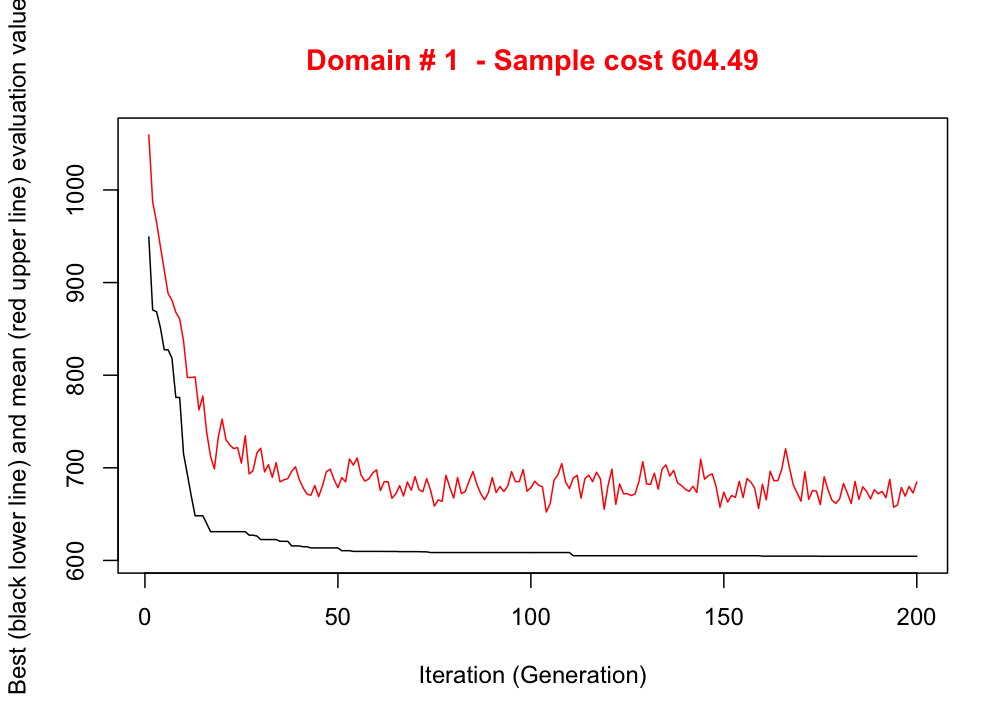 Domain # 1  - Sample cost 604.49
Best (black lower line) and mean (red upper line) evaluation value
1000
900
800
700
600
0 50 100 150 200
Iteration (Generation)